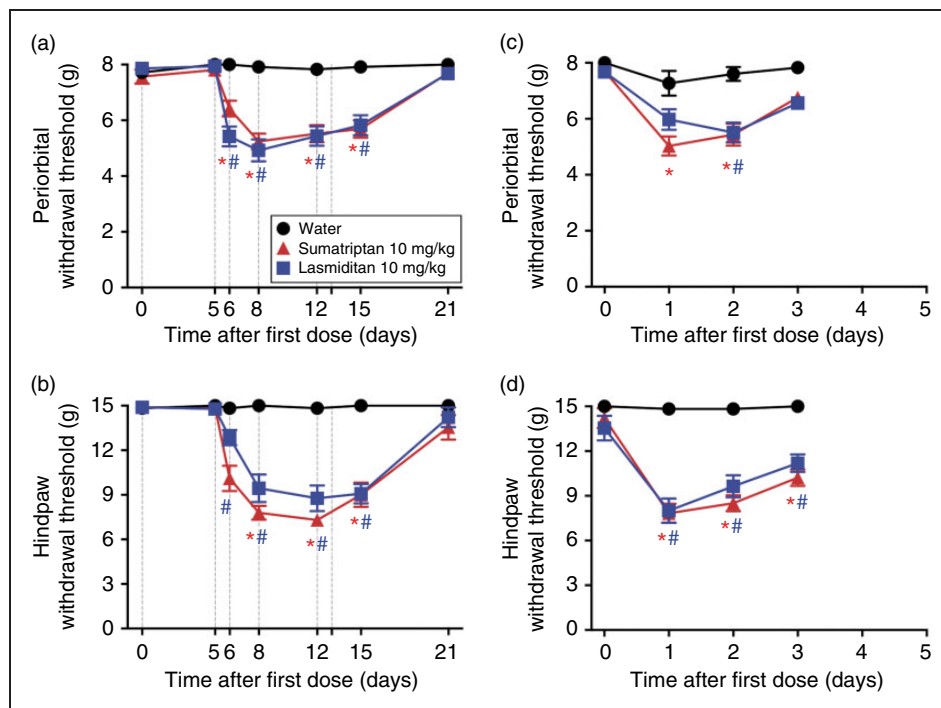 (a)
Periorbital
withdrawal threshold (g)
8
6
4
2
0
*#
*#
*#
*#
Water
Sumatriptan 10 mg/kg
Lasmiditan 10 mg/kg
0 5 6 8 12 15 21
Time after first dose (days)
(c)
Periorbital
withdrawal threshold (g)
8
6
4
2
0
*
*#
0 1 2 3 4 5
Time after first dose (days)
(b)
Hindpaw
withdrawal threshold (g)
15
12
9
6
3
0
#
*#
*#
*#
0 5 6 8 12 15 21
Time after first dose (days)
(d)
Hindpaw
withdrawal threshold (g)
15
12
9
6
3
0
*#
*#
*#
0 1 2 3 4 5
Time after first dose (days)